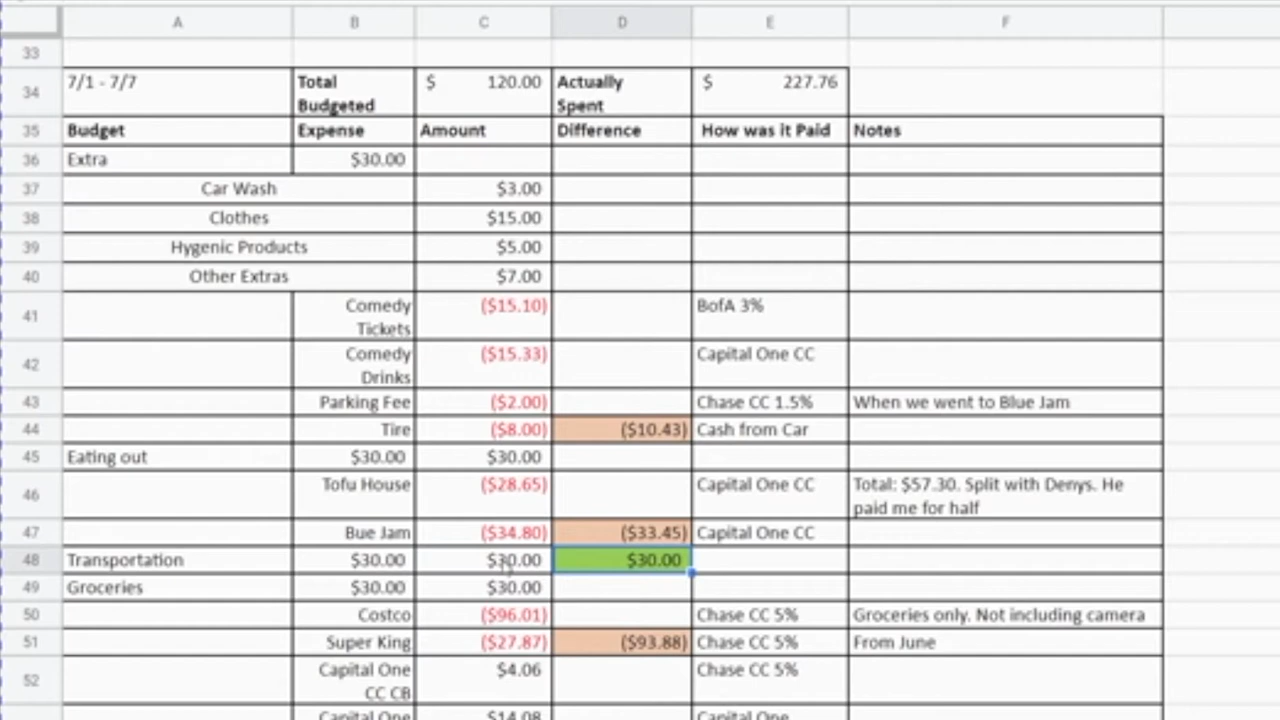 A B C D E F
33
34 7/1 - 7/7 Total Budgeted $ 120.00 Actually Spent $ 227.76
35 Budget Expense Amount Difference How was it Paid Notes
36 Extra $30.00
37 Car Wash $3.00
38 Clothes $15.00
39 Hygenic Products $5.00
40 Other Extras $7.00
41 Comedy Tickets ($15.10) BofA 3%
42 Comedy Drinks ($15.33) Capital One CC
43 Parking Fee ($2.00) Chase CC 1.5% When we went to Blue Jam
44 Tire ($8.00) ($10.43) Cash from Car
45 Eating out $30.00 $30.00
46 Tofu House ($28.65) Capital One CC Total: $57.30. Split with Denys. He paid me for half
47 Bue Jam ($34.80) ($33.45) Capital One CC
48 Transportation $30.00 $30.00 $30.00
49 Groceries $30.00 $30.00
50 Costco ($96.01) Chase CC 5% Groceries only. Not including camera
51 Super King ($27.87) ($93.88) Chase CC 5% From June
52 Capital One CC CB $4.06 Chase CC 5%
Capital One $14.08 Capital One